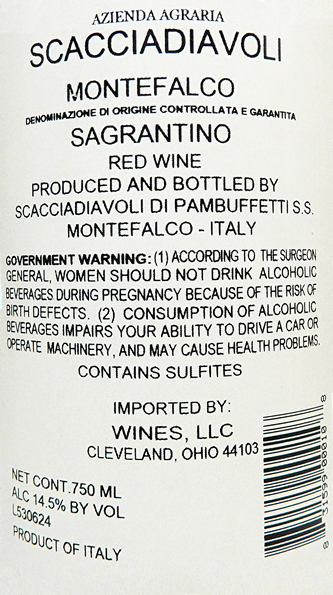 AZIENDA AGRARIA
SCACCIADIAVOLI
MONTEFALCO
DENOMINAZIONE DI ORIGINE CONTROLLATA E GARANTITA
SAGRANTINO
RED WINE
PRODUCED AND BOTTLED BY
SCACCIADIAVOLI DI PAMBUFFETTI S.S.
MONTEFALCO - ITALY
GOVERNMENT WARNING: (1) ACCORDING TO THE SURGEON
GENERAL, WOMEN SHOULD NOT DRINK ALCOHOLIC
BEVERAGES DURING PREGNANCY BECAUSE OF THE RISK OF
BIRTH DEFECTS. (2) CONSUMPTION OF ALCOHOLIC
BEVERAGES IMPAIRS YOUR ABILITY TO DRIVE A CAR OR
OPERATE MACHINERY, AND MAY CAUSE HEALTH PROBLEMS.
CONTAINS SULFITES
IMPORTED BY:
WINES, LLC
CLEVELAND, OHIO 44103
NET CONT.750 ML
ALC 14.5% BY VOL
L530624
PRODUCT OF ITALY
8 31599 00010 8